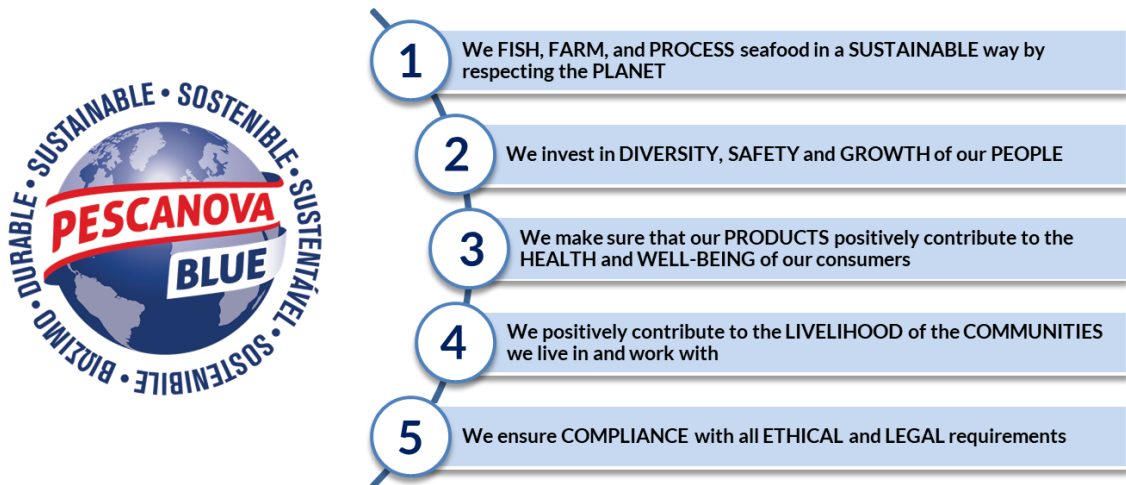 DURABLE • SUSTAINABLE • SOSTENIBLE • SUSTENTÁVEL • SOSTENIBILE • ΒΙΩΣΙΜΟ •
PESCANOVA
BLUE
1
We FISH, FARM, and PROCESS seafood in a SUSTAINABLE way by
respecting the PLANET
2
We invest in DIVERSITY, SAFETY and GROWTH of our PEOPLE
3
We make sure that our PRODUCTS positively contribute to the
HEALTH and WELL-BEING of our consumers
4
We positively contribute to the LIVELIHOOD of the COMMUNITIES
we live in and work with
5
We ensure COMPLIANCE with all ETHICAL and LEGAL requirements